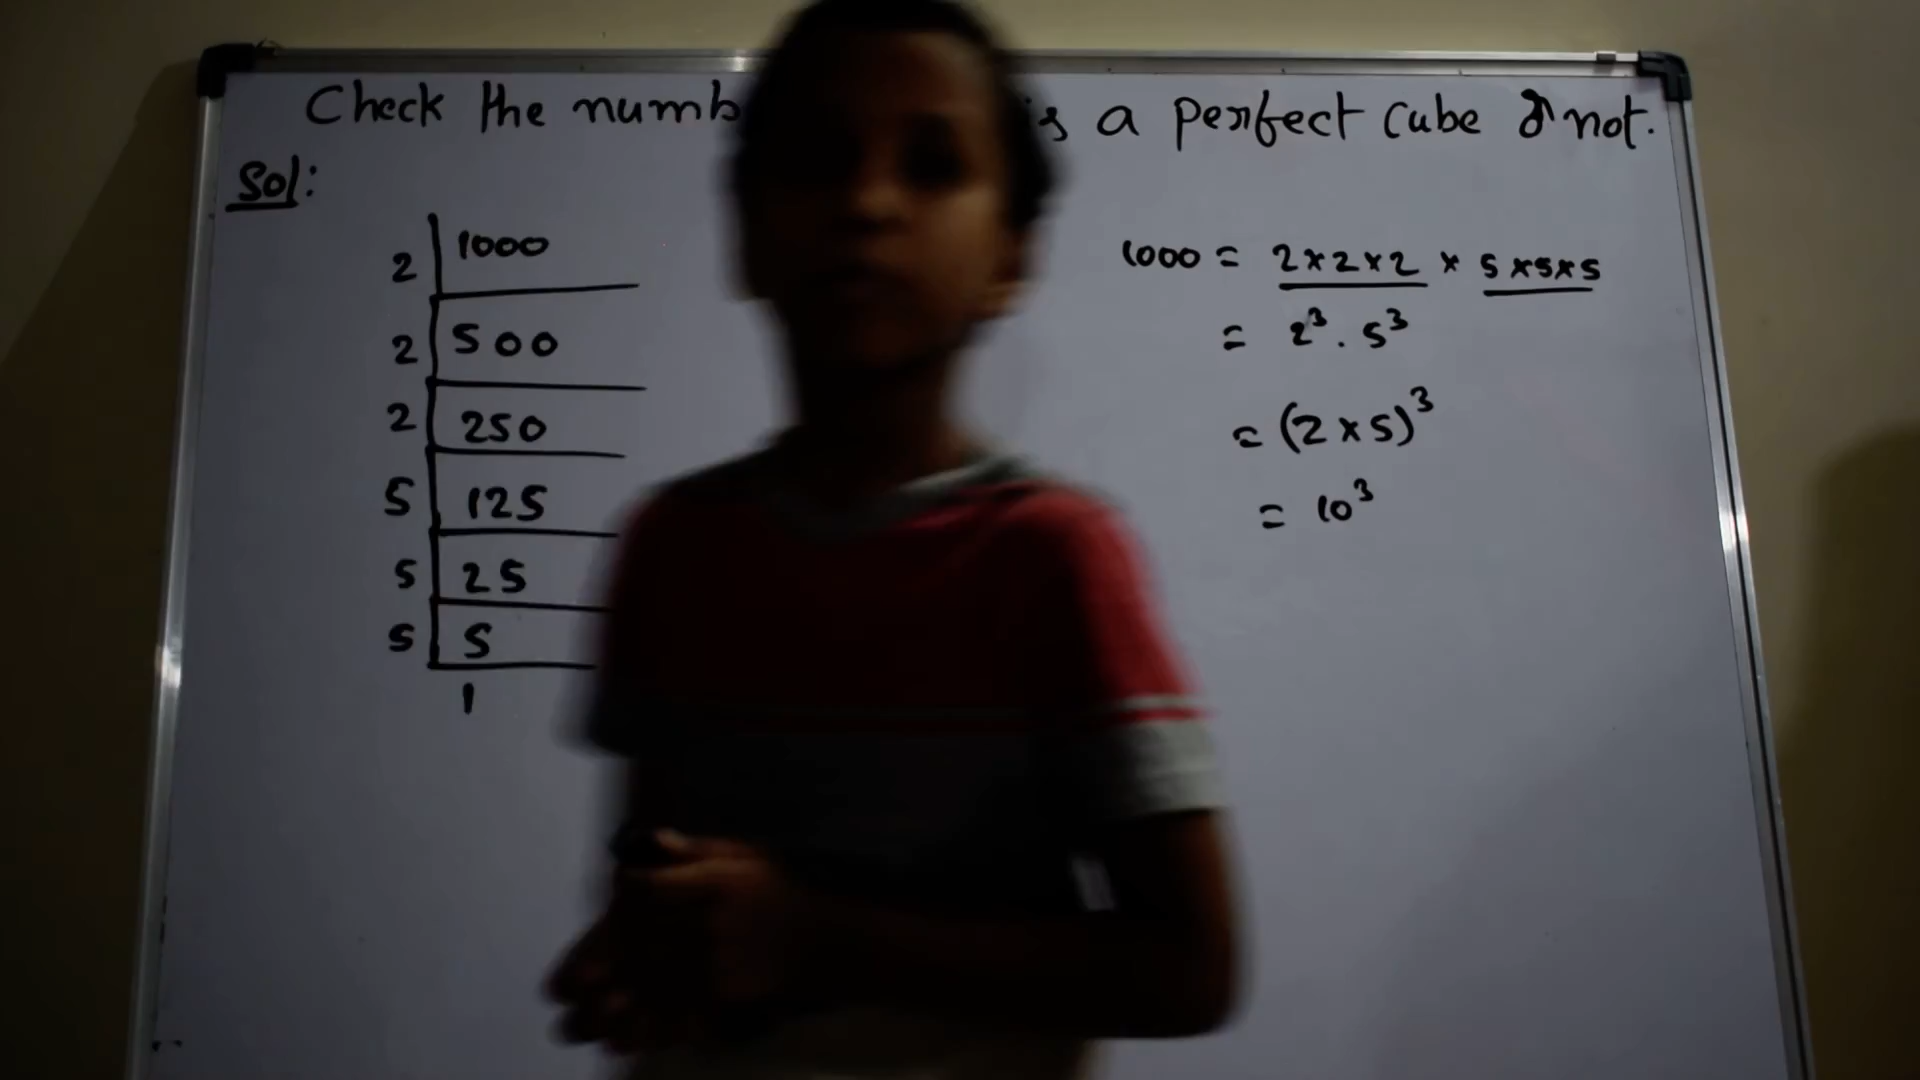 Check the numb s a perfect cube or not.
Sol:
2 | 1000
2 | 500
2 | 250
5 | 125
5 | 25
5 | 5
1
1000 = 2×2×2 × 5×5×5
= 2³ . 5³
= (2×5)³
= 10³